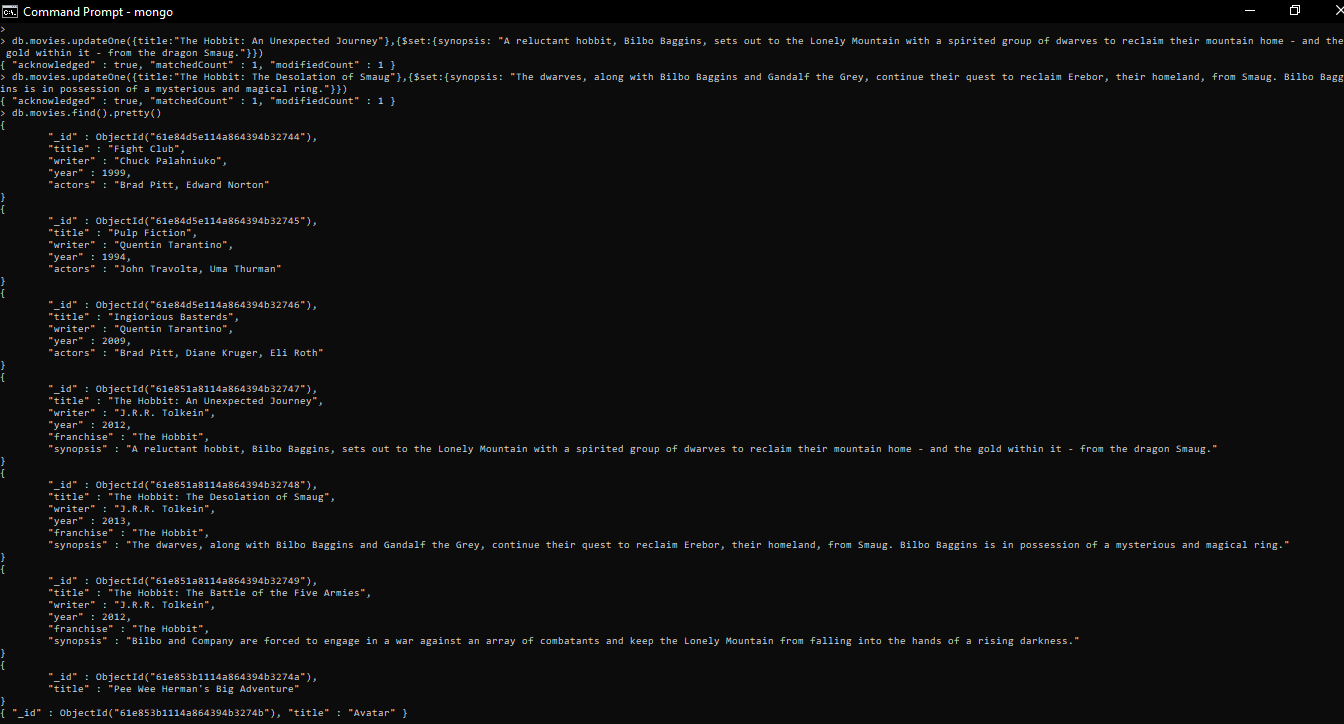 Command Prompt - mongo
>
> db.movies.updateOne({title:"The Hobbit: An Unexpected Journey"},{$set:{synopsis: "A reluctant hobbit, Bilbo Baggins, sets out to the Lonely Mountain with a spirited group of dwarves to reclaim their mountain home - and the
gold within it - from the dragon Smaug."}})
{ "acknowledged" : true, "matchedCount" : 1, "modifiedCount" : 1 }
> db.movies.updateOne({title:"The Hobbit: The Desolation of Smaug"},{$set:{synopsis: "The dwarves, along with Bilbo Baggins and Gandalf the Grey, continue their quest to reclaim Erebor, their homeland, from Smaug. Bilbo Bagg
ins is in possession of a mysterious and magical ring."}})
{ "acknowledged" : true, "matchedCount" : 1, "modifiedCount" : 1 }
> db.movies.find().pretty()
{
"_id" : ObjectId("61e84d5e114a864394b32744"),
"title" : "Fight Club",
"writer" : "Chuck Palahniuko",
"year" : 1999,
"actors" : "Brad Pitt, Edward Norton"
}
{
"_id" : ObjectId("61e84d5e114a864394b32745"),
"title" : "Pulp Fiction",
"writer" : "Quentin Tarantino",
"year" : 1994,
"actors" : "John Travolta, Uma Thurman"
}
{
"_id" : ObjectId("61e84d5e114a864394b32746"),
"title" : "Ingiorious Basterds",
"writer" : "Quentin Tarantino",
"year" : 2009,
"actors" : "Brad Pitt, Diane Kruger, Eli Roth"
}
{
"_id" : ObjectId("61e851a8114a864394b32747"),
"title" : "The Hobbit: An Unexpected Journey",
"writer" : "J.R.R. Tolkein",
"year" : 2012,
"franchise" : "The Hobbit",
"synopsis" : "A reluctant hobbit, Bilbo Baggins, sets out to the Lonely Mountain with a spirited group of dwarves to reclaim their mountain home - and the gold within it - from the dragon Smaug."
}
{
"_id" : ObjectId("61e851a8114a864394b32748"),
"title" : "The Hobbit: The Desolation of Smaug",
"writer" : "J.R.R. Tolkein",
"year" : 2013,
"franchise" : "The Hobbit",
"synopsis" : "The dwarves, along with Bilbo Baggins and Gandalf the Grey, continue their quest to reclaim Erebor, their homeland, from Smaug. Bilbo Baggins is in possession of a mysterious and magical ring."
}
{
"_id" : ObjectId("61e851a8114a864394b32749"),
"title" : "The Hobbit: The Battle of the Five Armies",
"writer" : "J.R.R. Tolkein",
"year" : 2012,
"franchise" : "The Hobbit",
"synopsis" : "Bilbo and Company are forced to engage in a war against an array of combatants and keep the Lonely Mountain from falling into the hands of a rising darkness."
}
{
"_id" : ObjectId("61e853b1114a864394b3274a"),
"title" : "Pee Wee Herman's Big Adventure"
}
{ "_id" : ObjectId("61e853b1114a864394b3274b"), "title" : "Avatar" }